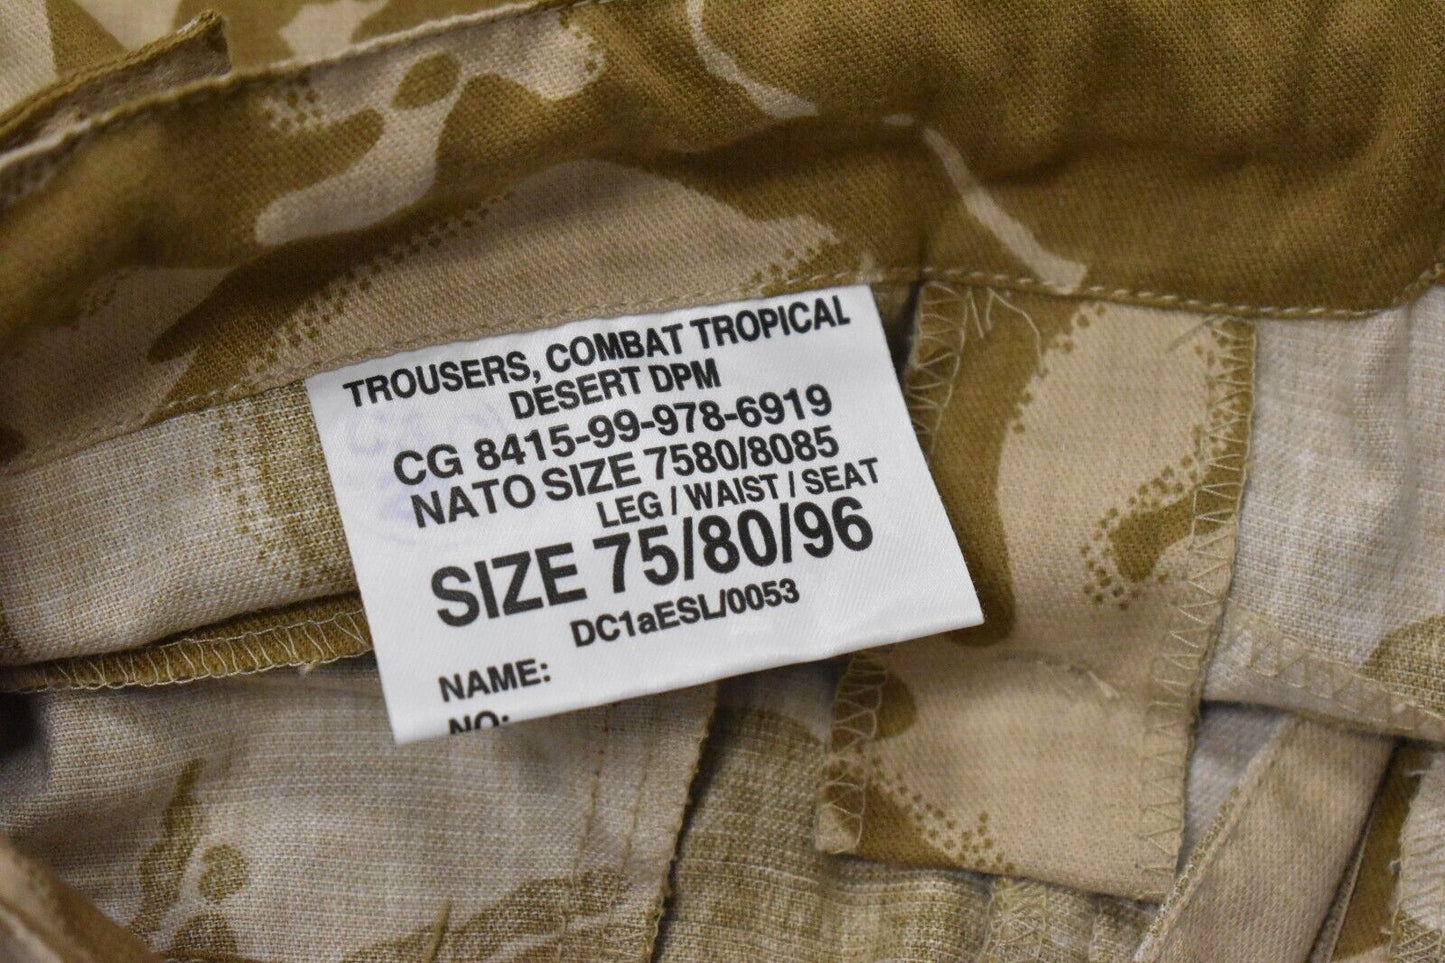 TROUSERS, COMBAT TROPICAL
DESERT DPM
CG 8415-99-978-6919
NATO SIZE 7580/8085
LEG / WAIST / SEAT
SIZE 75/80/96
DC1aESL/0053
NAME:
NO: